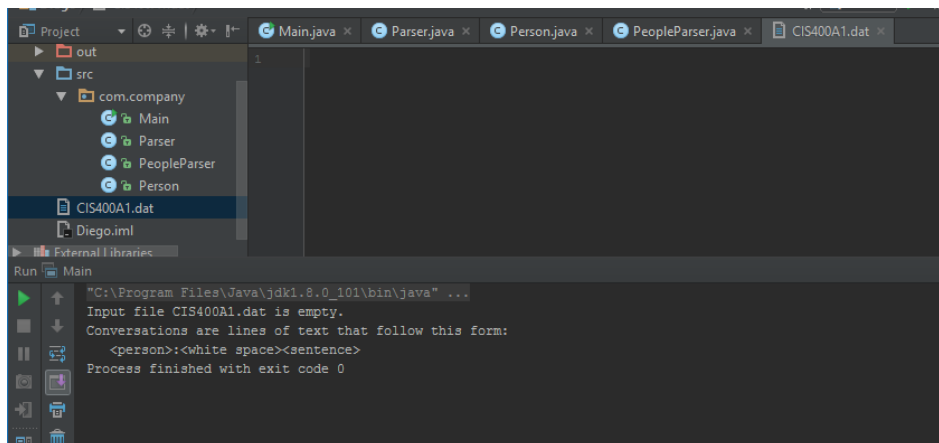 Project
Main.java
Parser.java
Person.java
PeopleParser.java
CIS400A1.dat
out
src
com.company
Main
Parser
PeopleParser
Person
CIS400A1.dat
Diego.iml
External Libraries
1
Run Main
"C:\Program Files\Java\jdk1.8.0_101\bin\java" ...
Input file CIS400A1.dat is empty.
Conversations are lines of text that follow this form:
<person>:<white space><sentence>
Process finished with exit code 0